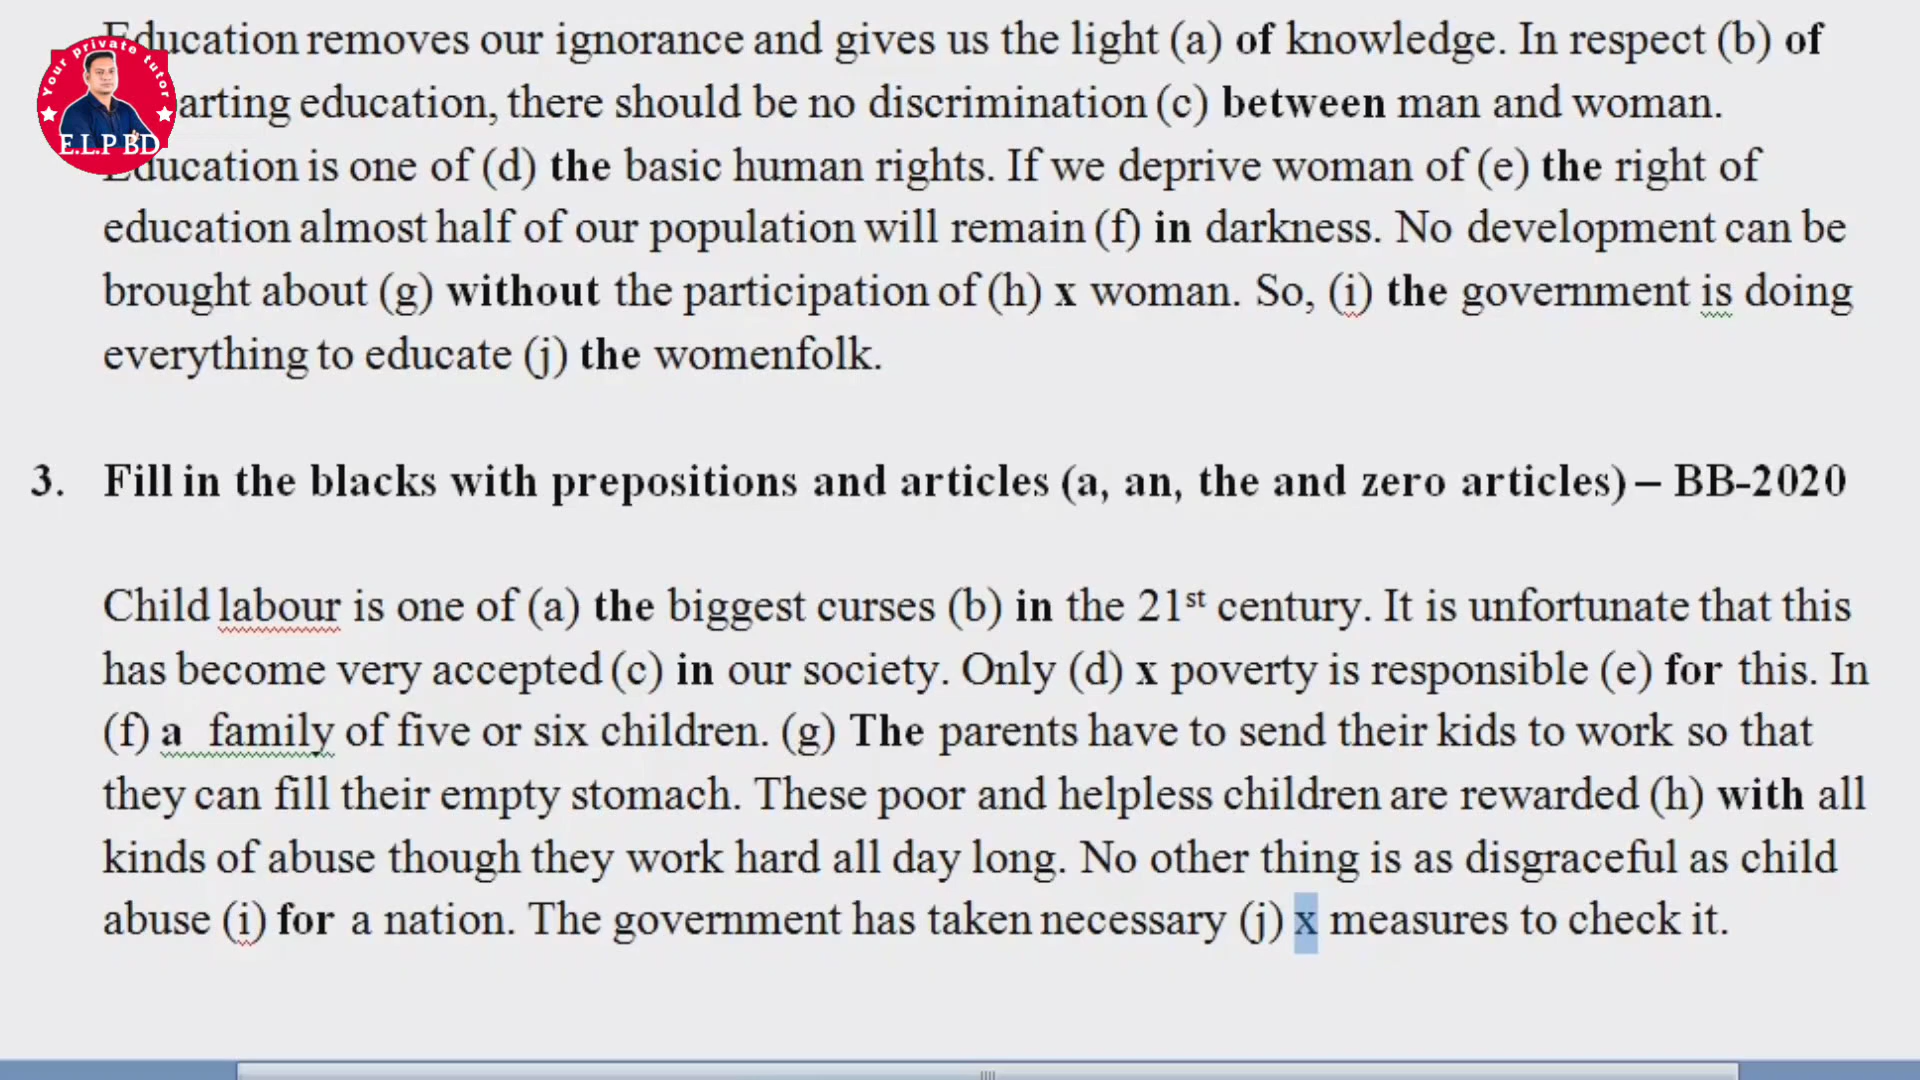 Education removes our ignorance and gives us the light (a) of knowledge. In respect (b) of
arting education, there should be no discrimination (c) between man and woman.
Education is one of (d) the basic human rights. If we deprive woman of (e) the right of
education almost half of our population will remain (f) in darkness. No development can be
brought about (g) without the participation of (h) x woman. So, (i) the government is doing
everything to educate (j) the womenfolk.
your private tutor
E.L.P BD
3. Fill in the blacks with prepositions and articles (a, an, the and zero articles) – BB-2020
Child labour is one of (a) the biggest curses (b) in the 21st century. It is unfortunate that this
has become very accepted (c) in our society. Only (d) x poverty is responsible (e) for this. In
(f) a family of five or six children. (g) The parents have to send their kids to work so that
they can fill their empty stomach. These poor and helpless children are rewarded (h) with all
kinds of abuse though they work hard all day long. No other thing is as disgraceful as child
abuse (i) for a nation. The government has taken necessary (j) x measures to check it.